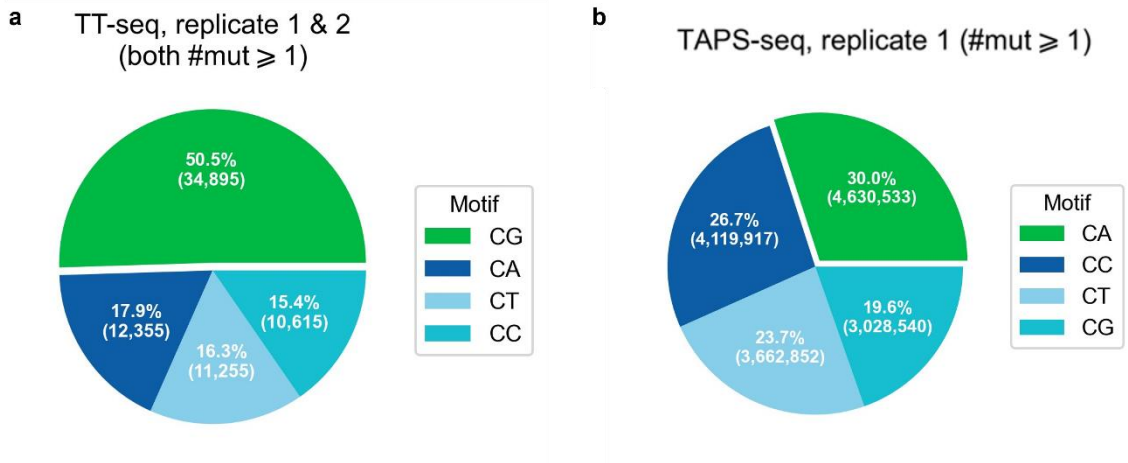 a
TT-seq, replicate 1 & 2
(both #mut ⩾ 1)
50.5%
(34,895)
17.9%
(12,355)
16.3%
(11,255)
15.4%
(10,615)
Motif
CG
CA
CT
CC
b
TAPS-seq, replicate 1 (#mut ⩾ 1)
30.0%
(4,630,533)
26.7%
(4,119,917)
23.7%
(3,662,852)
19.6%
(3,028,540)
Motif
CA
CC
CT
CG